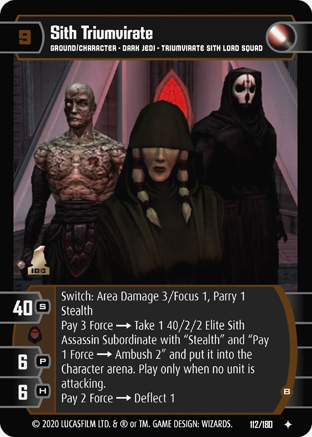 9
Sith Triumvirate
GROUND/CHARACTER • DARK JEDI • TRIUMVIRATE SITH LORD SQUAD
IDC
40 S
6 P
6 H
Switch: Area Damage 3/Focus 1, Parry 1
Stealth
Pay 3 Force → Take 1 40/2/2 Elite Sith
Assassin Subordinate with “Stealth” and “Pay
1 Force → Ambush 2” and put it into the
Character arena. Play only when no unit is
attacking.
Pay 2 Force → Deflect 1
B
© 2020 LUCASFILM LTD. & ® or TM. GAME DESIGN: WIZARDS. 112/180